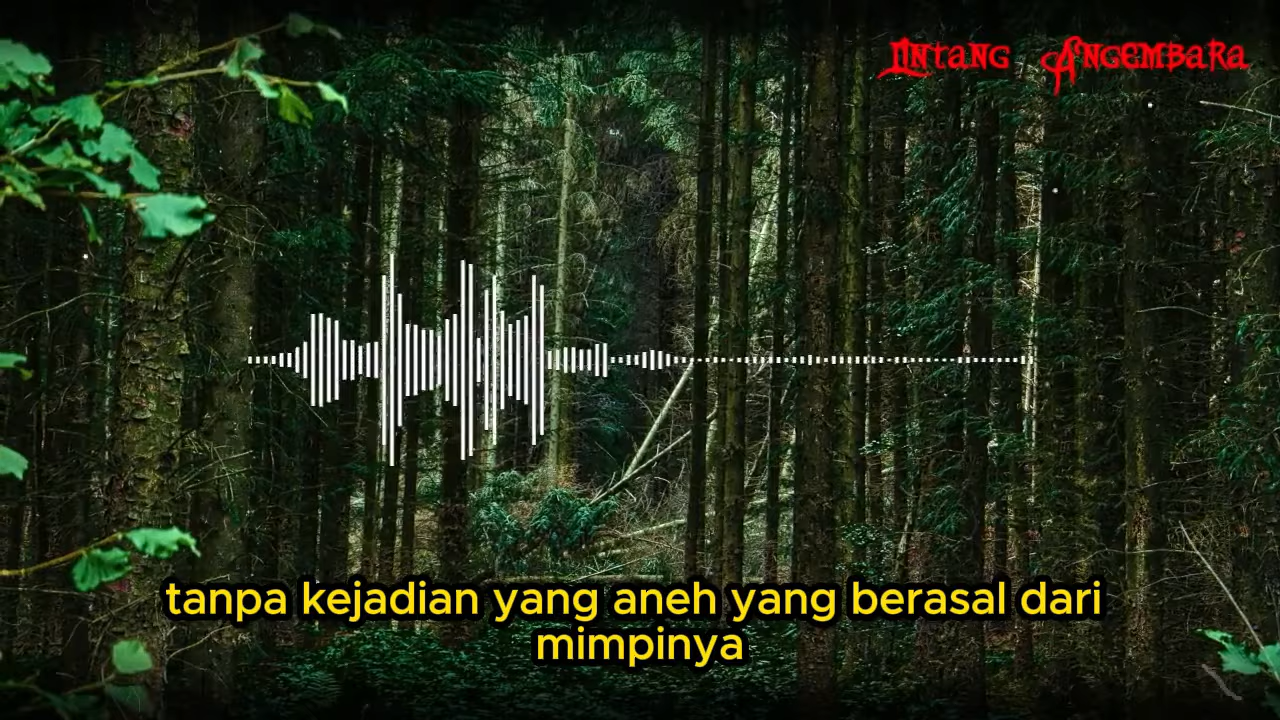 Lintang Angembara
tanpa kejadian yang aneh yang berasal dari
mimpinya